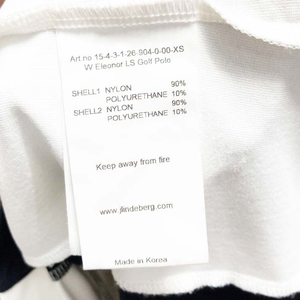 Art no 15-4-3-1-26-904-0-00-XS
W Eleonor LS Golf Polo
SHELL1 NYLON 90%
POLYURETHANE 10%
SHELL2 NYLON 90%
POLYURETHANE 10%
Keep away from fire
www.jlindeberg.com
Made in Korea